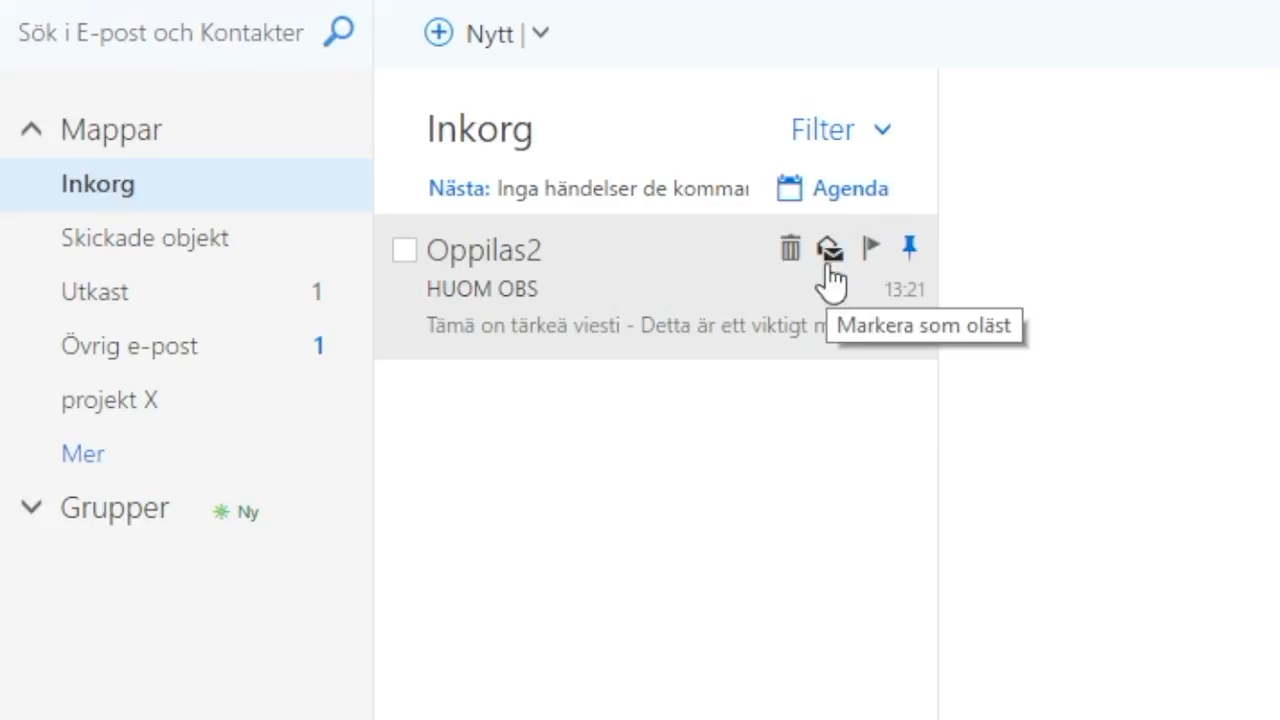 Sök i E-post och Kontakter
Nytt
Mappar
Inkorg
Skickade objekt
Utkast 1
Övrig e-post 1
projekt X
Mer
Grupper Ny
Inkorg Filter
Nästa: Inga händelser de kommar Agenda
Oppilas2
HUOM OBS 13:21
Tämä on tärkeä viesti - Detta är ett viktigt
Markera som oläst